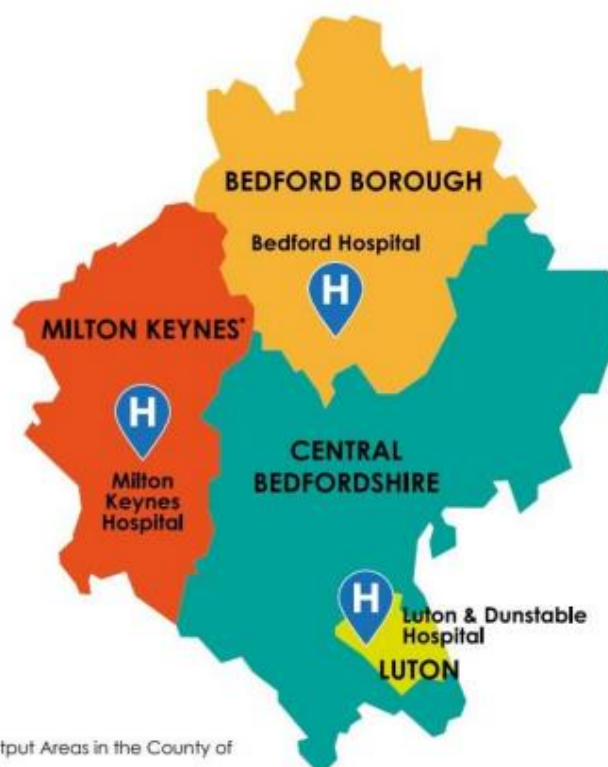 BEDFORD BOROUGH
Bedford Hospital
H
MILTON KEYNES*
H
Milton
Keynes
Hospital
CENTRAL
BEDFORDSHIRE
H
Luton & Dunstable
Hospital
LUTON
tput Areas in the County of